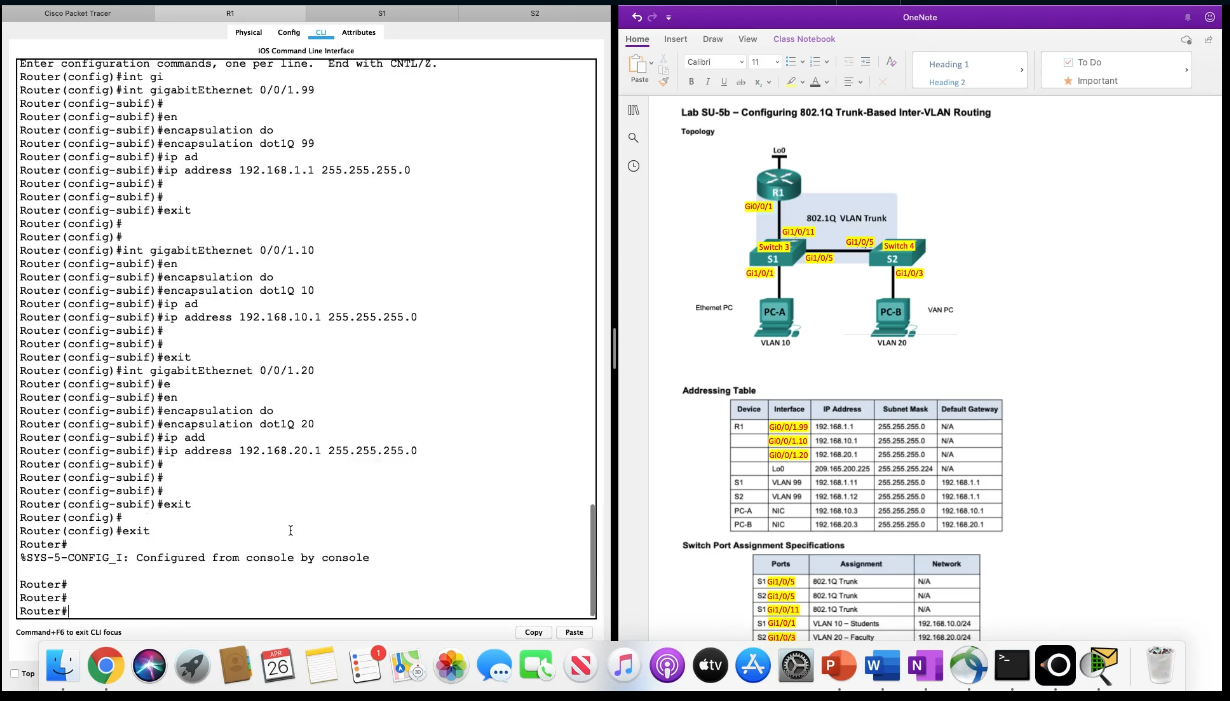 Cisco Packet Tracer
R1
S1
S2
Physical
Config
CLI
Attributes
IOS Command Line Interface
Enter configuration commands, one per line. End with CNTL/Z.
Router(config)#int gi
Router(config)#int gigabitEthernet 0/0/1.99
Router(config-subif)#
Router(config-subif)#en
Router(config-subif)#encapsulation do
Router(config-subif)#encapsulation dot1Q 99
Router(config-subif)#ip ad
Router(config-subif)#ip address 192.168.1.1 255.255.255.0
Router(config-subif)#
Router(config-subif)#
Router(config-subif)#exit
Router(config)#
Router(config)#
Router(config)#int gigabitEthernet 0/0/1.10
Router(config-subif)#en
Router(config-subif)#encapsulation do
Router(config-subif)#encapsulation dot1Q 10
Router(config-subif)#ip ad
Router(config-subif)#ip address 192.168.10.1 255.255.255.0
Router(config-subif)#
Router(config-subif)#
Router(config-subif)#exit
Router(config)#int gigabitEthernet 0/0/1.20
Router(config-subif)#e
Router(config-subif)#en
Router(config-subif)#encapsulation do
Router(config-subif)#encapsulation dot1Q 20
Router(config-subif)#ip add
Router(config-subif)#ip address 192.168.20.1 255.255.255.0
Router(config-subif)#
Router(config-subif)#
Router(config-subif)#
Router(config-subif)#exit
Router(config)#
Router(config)#exit
Router#
%SYS-5-CONFIG_I: Configured from console by console
Router#
Router#
Router#
Command+F6 to exit CLI focus
Copy
Paste
Top
OneNote
Home
Insert
Draw
View
Class Notebook
Paste
Calibri
11
B I U ab x
A
Heading 1
Heading 2
To Do
Important
Lab SU-5b – Configuring 802.1Q Trunk-Based Inter-VLAN Routing
Topology
Lo0
R1
Gi0/0/1
802.1Q VLAN Trunk
Gi1/0/11
Switch 3
Gi1/0/5
Switch 4
S1
Gi1/0/5
S2
Gi1/0/1
Gi1/0/3
Ethernet PC
PC-A
PC-B
VAN PC
VLAN 10
VLAN 20
Addressing Table
Device Interface IP Address Subnet Mask Default Gateway
R1 Gi0/0/1.99 192.168.1.1 255.255.255.0 N/A
Gi0/0/1.10 192.168.10.1 255.255.255.0 N/A
Gi0/0/1.20 192.168.20.1 255.255.255.0 N/A
Lo0 209.165.200.225 255.255.255.224 N/A
S1 VLAN 99 192.168.1.11 255.255.255.0 192.168.1.1
S2 VLAN 99 192.168.1.12 255.255.255.0 192.168.1.1
PC-A NIC 192.168.10.3 255.255.255.0 192.168.10.1
PC-B NIC 192.168.20.3 255.255.255.0 192.168.20.1
Switch Port Assignment Specifications
Ports Assignment Network
S1 Gi1/0/5 802.1Q Trunk N/A
S2 Gi1/0/5 802.1Q Trunk N/A
S1 Gi1/0/11 802.1Q Trunk N/A
S1 Gi1/0/1 VLAN 10 – Students 192.168.10.0/24
S2 Gi1/0/3 VLAN 20 – Faculty 192.168.20.0/24
APR
26
1
tv
P
W
N
>_